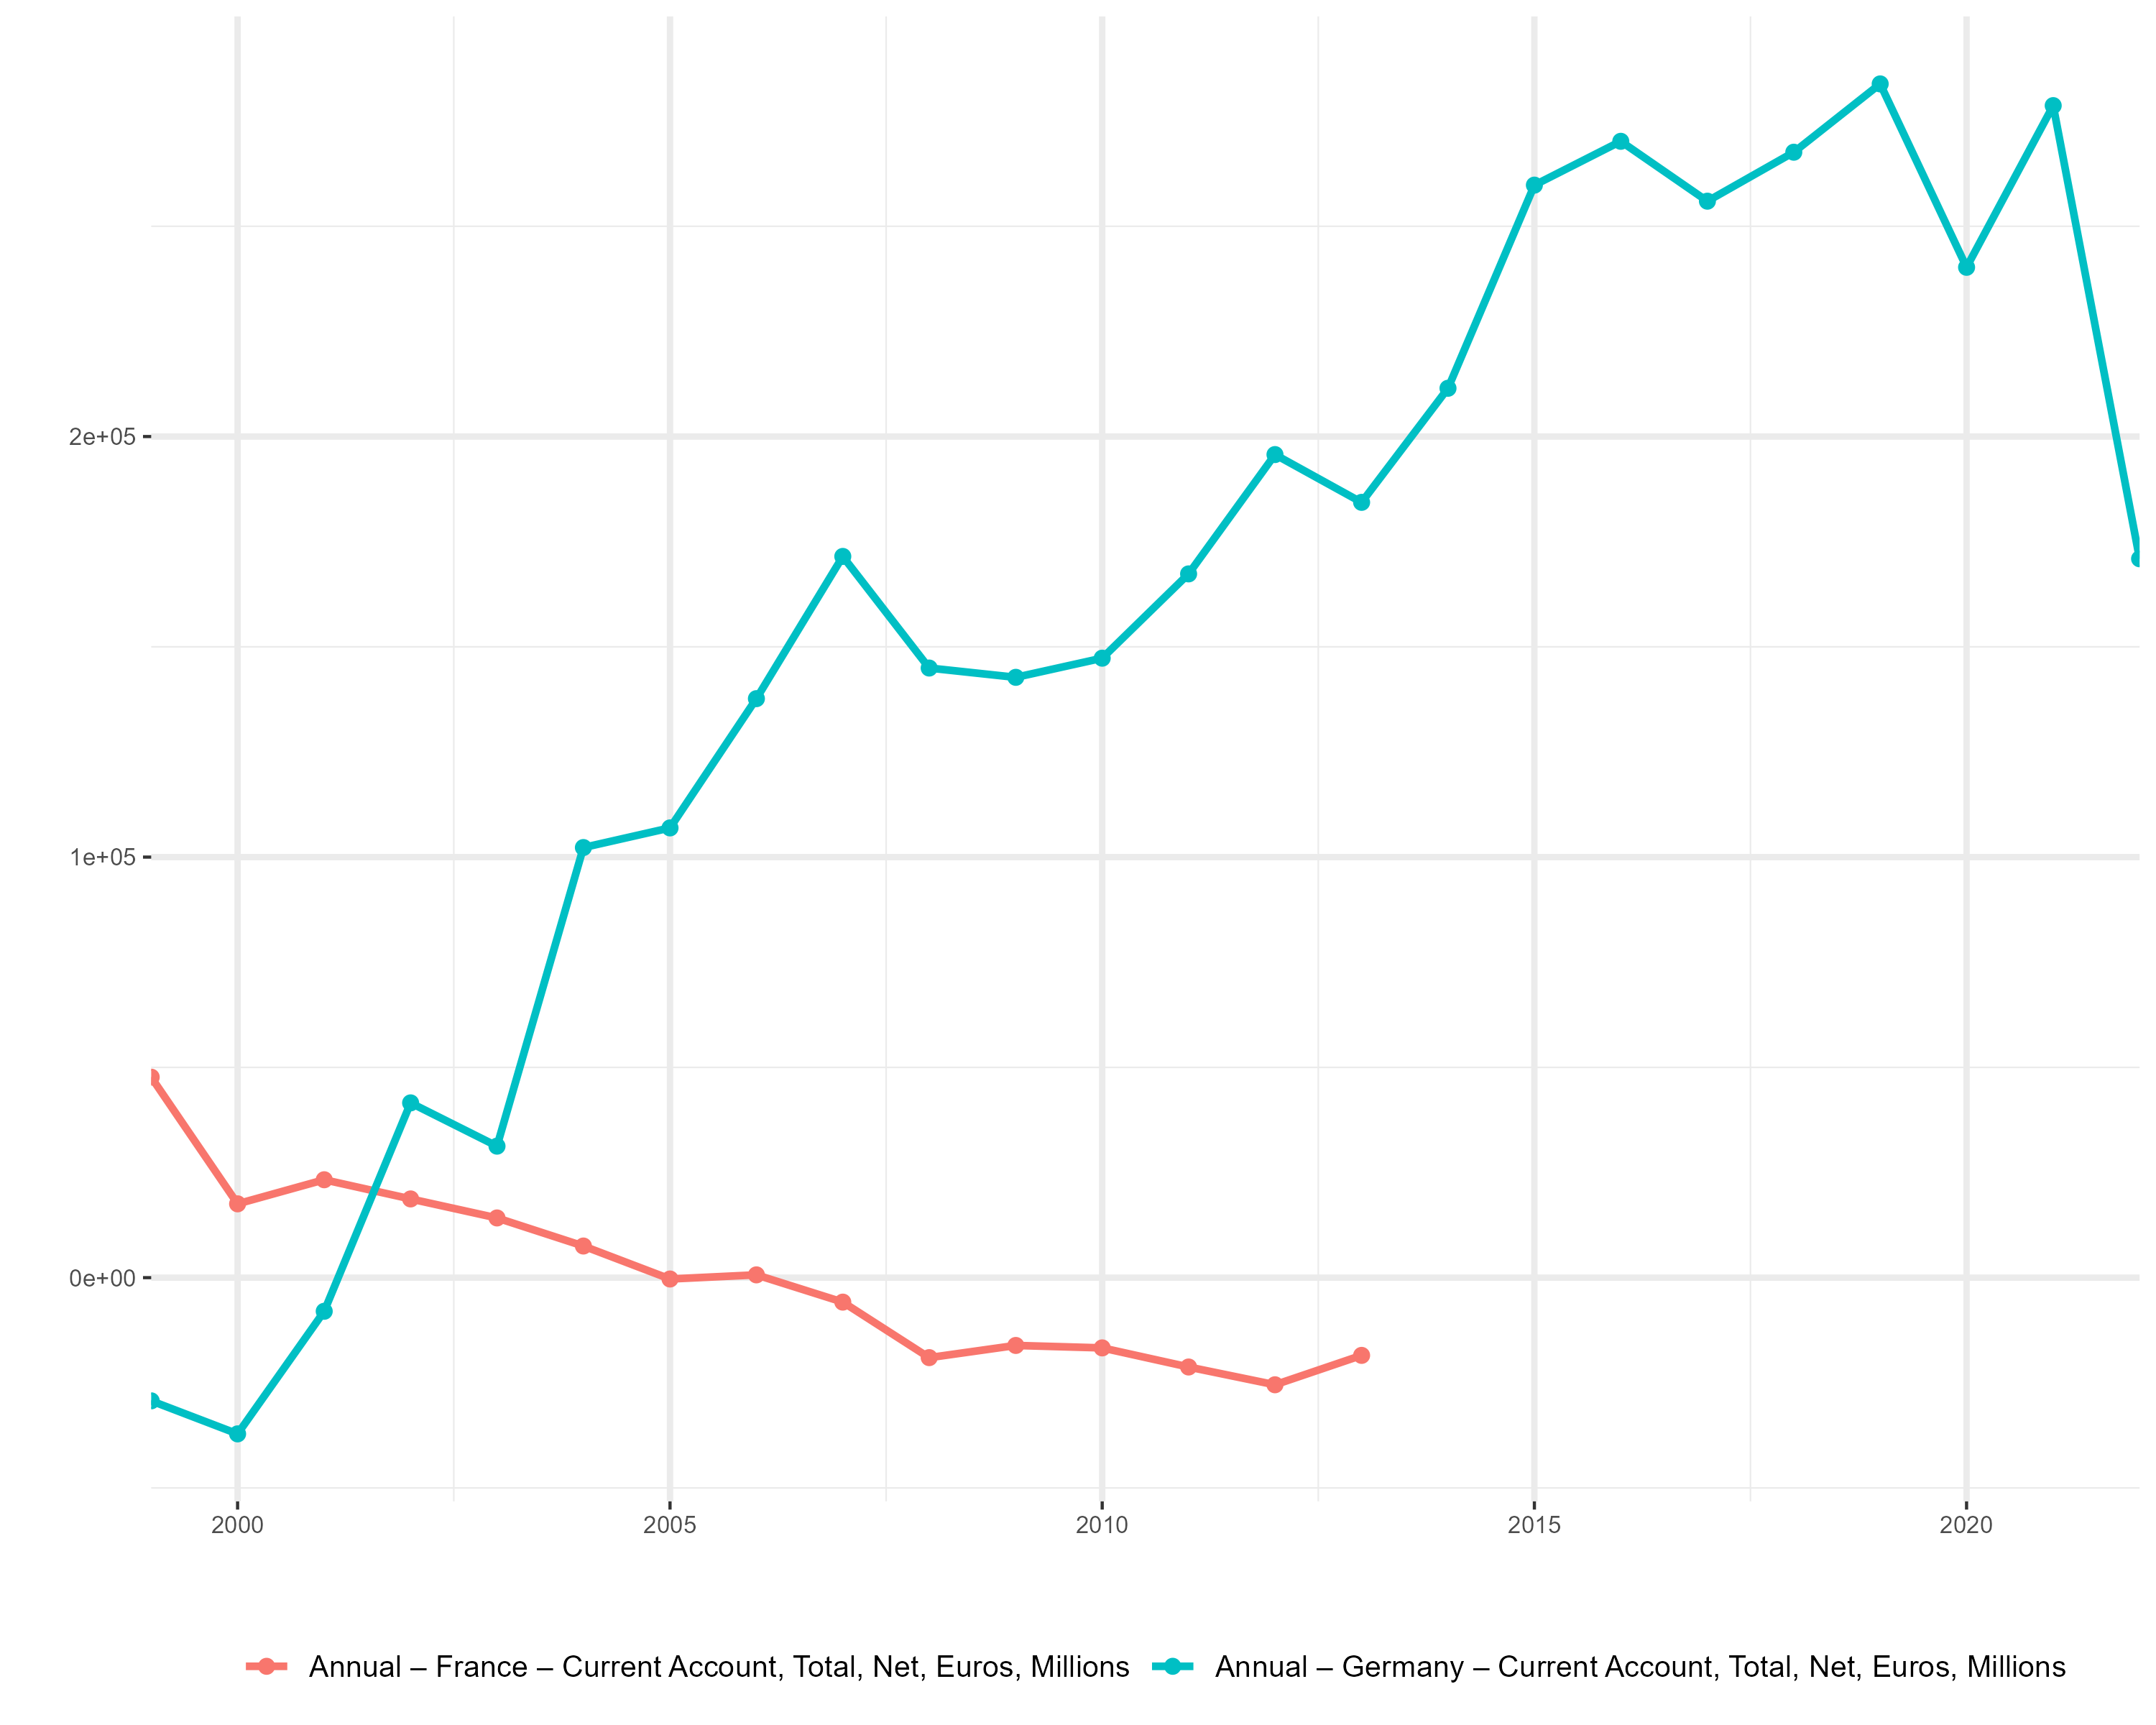 2e+05
1e+05
0e+00
2000 2005 2010 2015 2020
Annual – France – Current Account, Total, Net, Euros, Millions Annual – Germany – Current Account, Total, Net, Euros, Millions